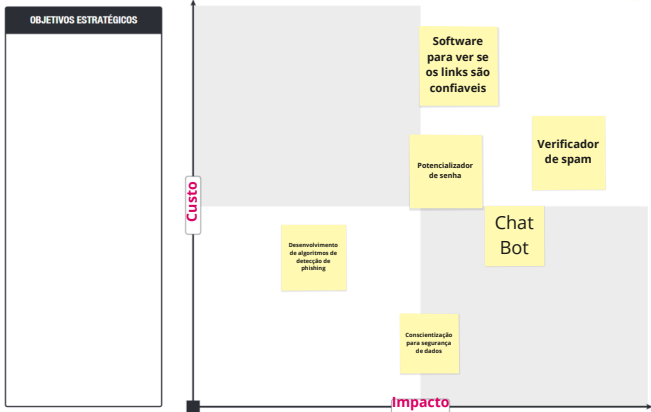 OBJETIVOS ESTRATÉGICOS
Software
para ver se
os links são
confiaveis
Verificador
de spam
Potencializador
de senha
Custo
Chat
Bot
Desenvolvimento
de algoritmos de
detecção de
phishing
Conscientização
para segurança
de dados
Impacto